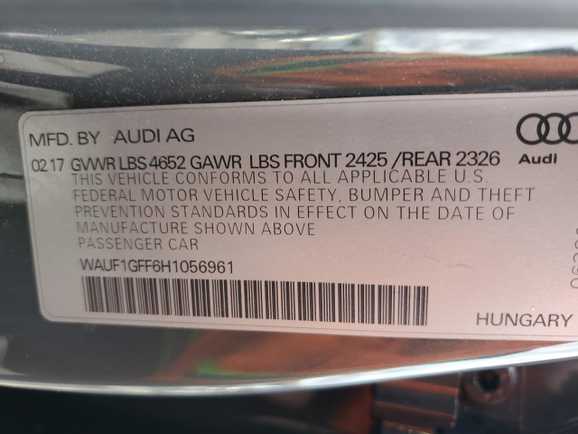 MFD. BY AUDI AG
02.17 GVWR LBS 4652 GAWR LBS FRONT 2425 /REAR 2326
Audi
THIS VEHICLE CONFORMS TO ALL APPLICABLE U.S.
FEDERAL MOTOR VEHICLE SAFETY, BUMPER AND THEFT
PREVENTION STANDARDS IN EFFECT ON THE DATE OF
MANUFACTURE SHOWN ABOVE
PASSENGER CAR
WAUF1GFF6H1056961
HUNGARY